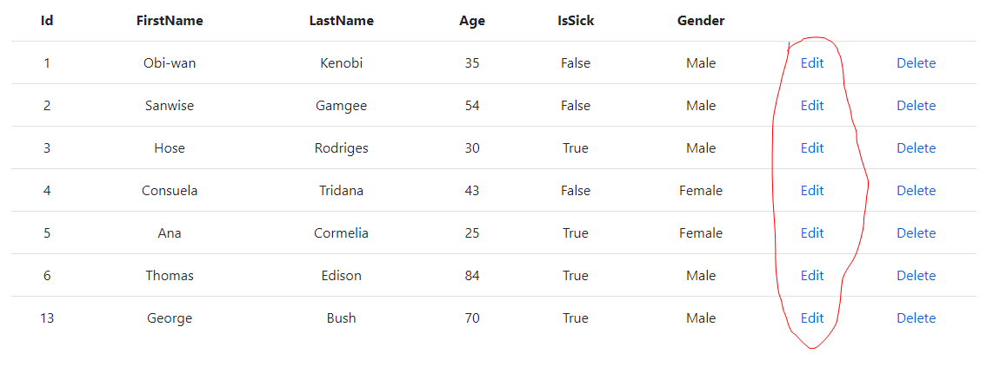 Id FirstName LastName Age IsSick Gender
1 Obi-wan Kenobi 35 False Male Edit Delete
2 Sanwise Gamgee 54 False Male Edit Delete
3 Hose Rodriges 30 True Male Edit Delete
4 Consuela Tridana 43 False Female Edit Delete
5 Ana Cormelia 25 True Female Edit Delete
6 Thomas Edison 84 True Male Edit Delete
13 George Bush 70 True Male Edit Delete